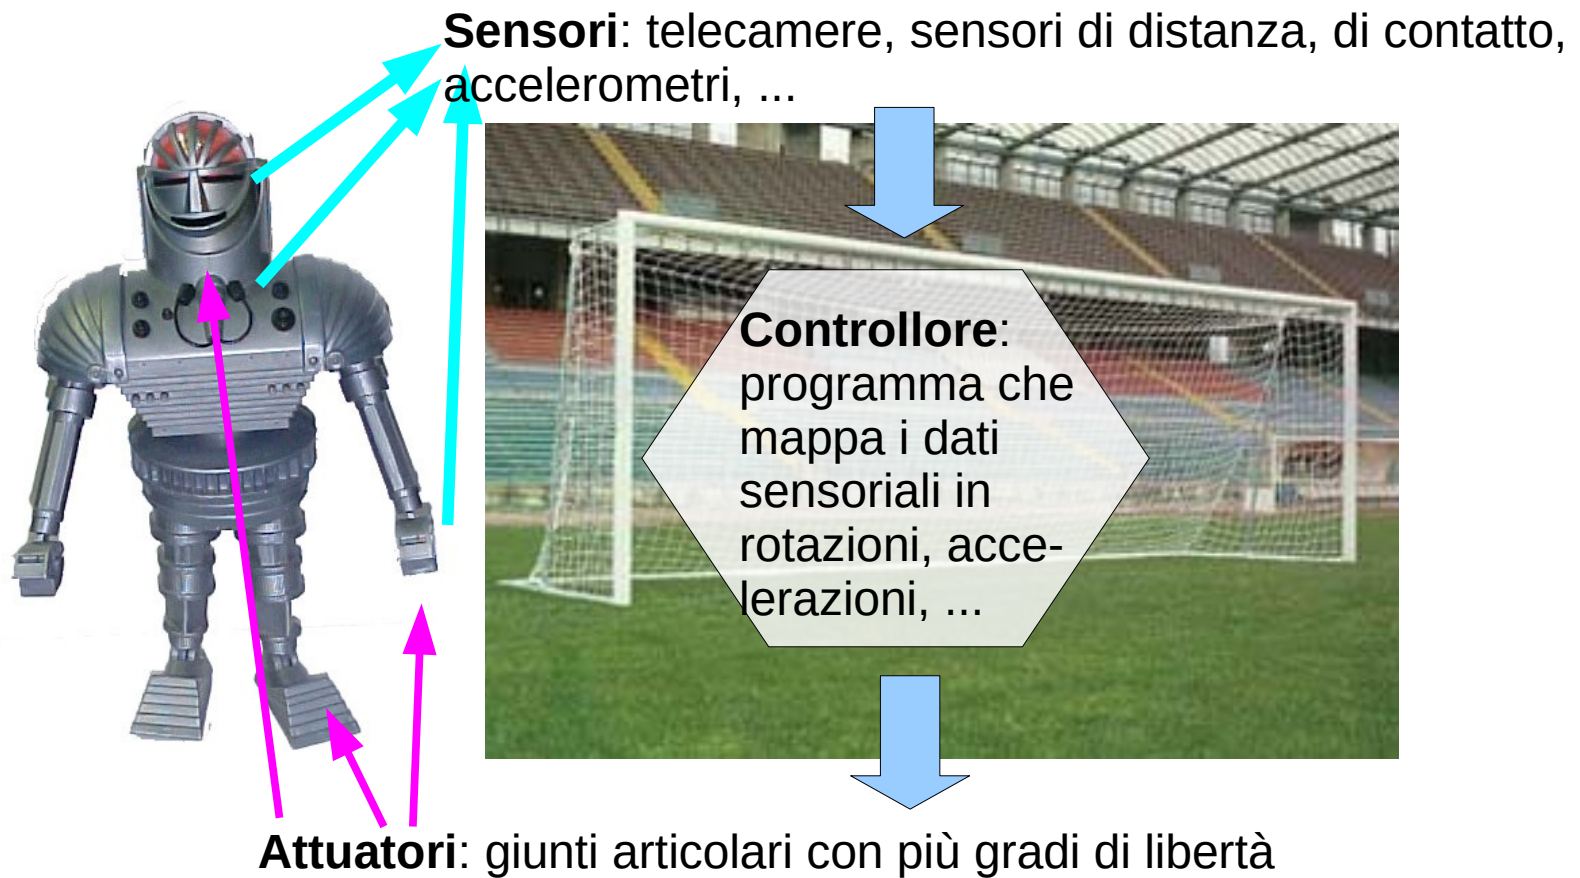 Sensori: telecamere, sensori di distanza, di contatto,
accelerometri, ...
Controllore:
programma che
mappa i dati
sensoriali in
rotazioni, acce-
lerazioni, ...
Attuatori: giunti articolari con più gradi di libertà